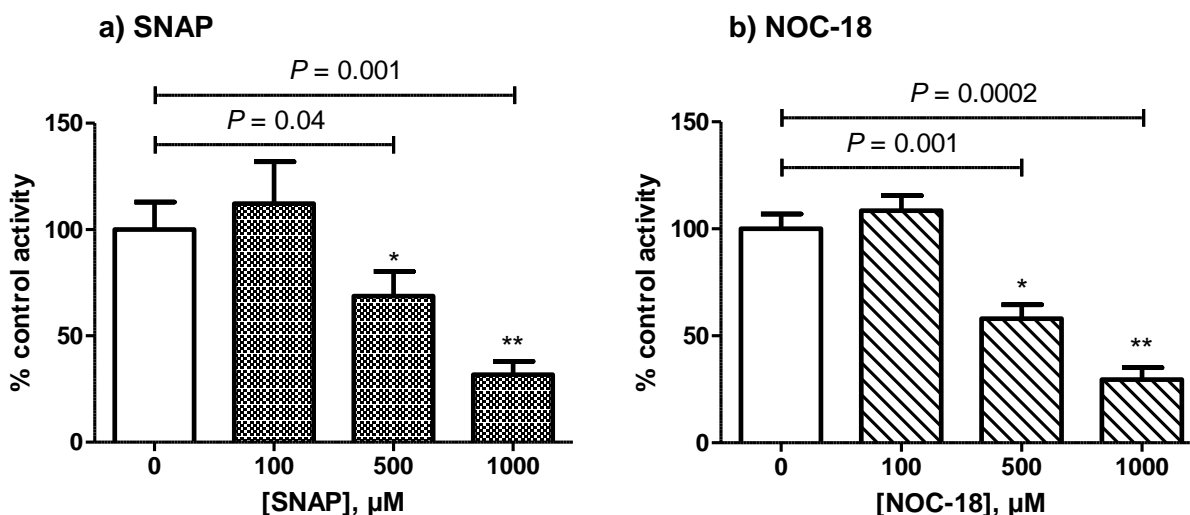 a) SNAP
P = 0.001
P = 0.04
% control activity
150
100
50
0
*
**
0 100 500 1000
[SNAP], µM
b) NOC-18
P = 0.0002
P = 0.001
% control activity
150
100
50
0
*
**
0 100 500 1000
[NOC-18], µM